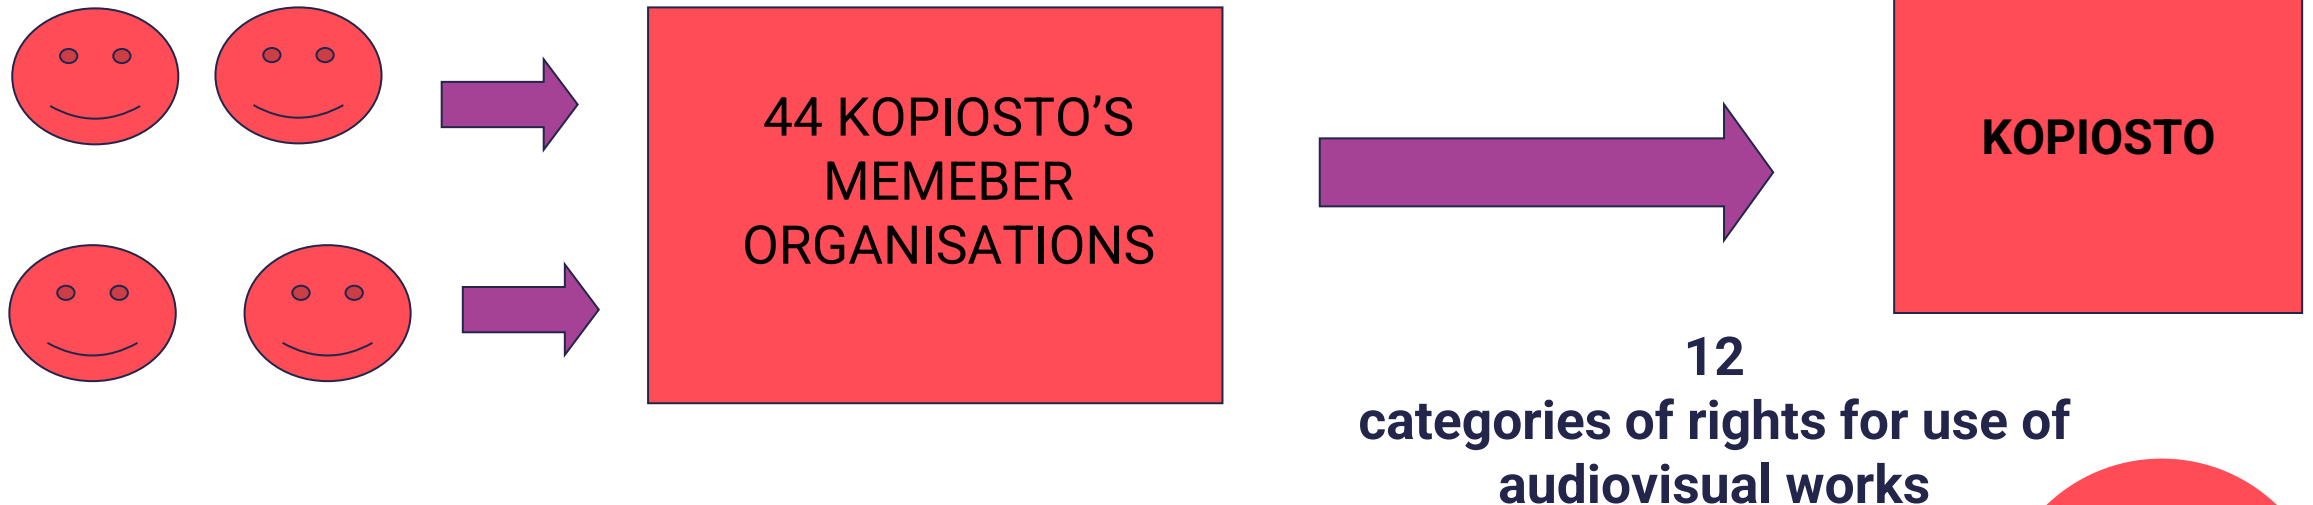 44 KOPIOSTO’S
MEMEBER
ORGANISATIONS
KOPIOSTO
12
categories of rights for use of
audiovisual works